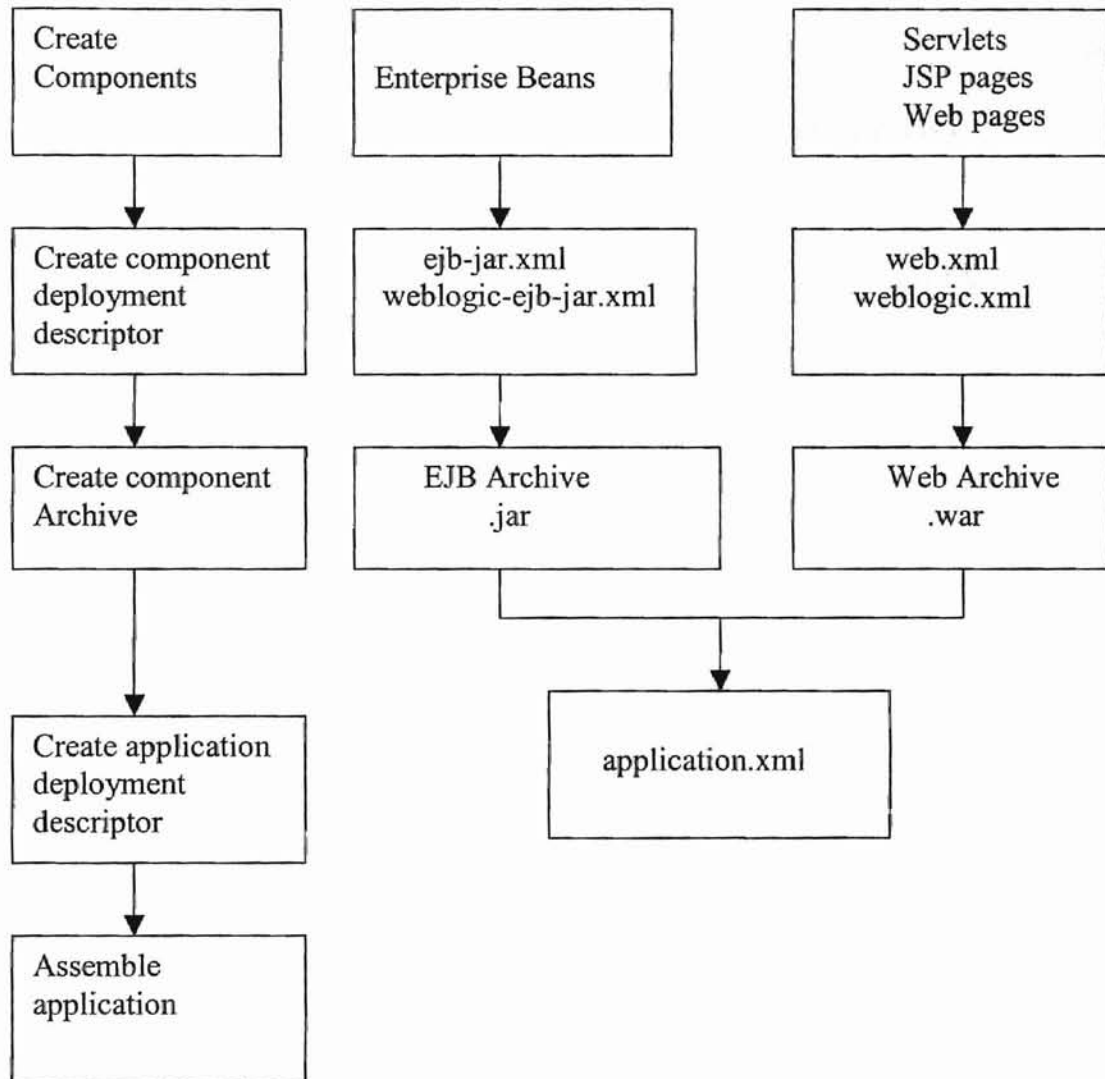 Create
Components
Enterprise Beans
Servlets
JSP pages
Web pages
Create component
deployment
descriptor
ejb-jar.xml
weblogic-ejb-jar.xml
web.xml
weblogic.xml
Create component
Archive
EJB Archive
.jar
Web Archive
.war
Create application
deployment
descriptor
application.xml
Assemble
application